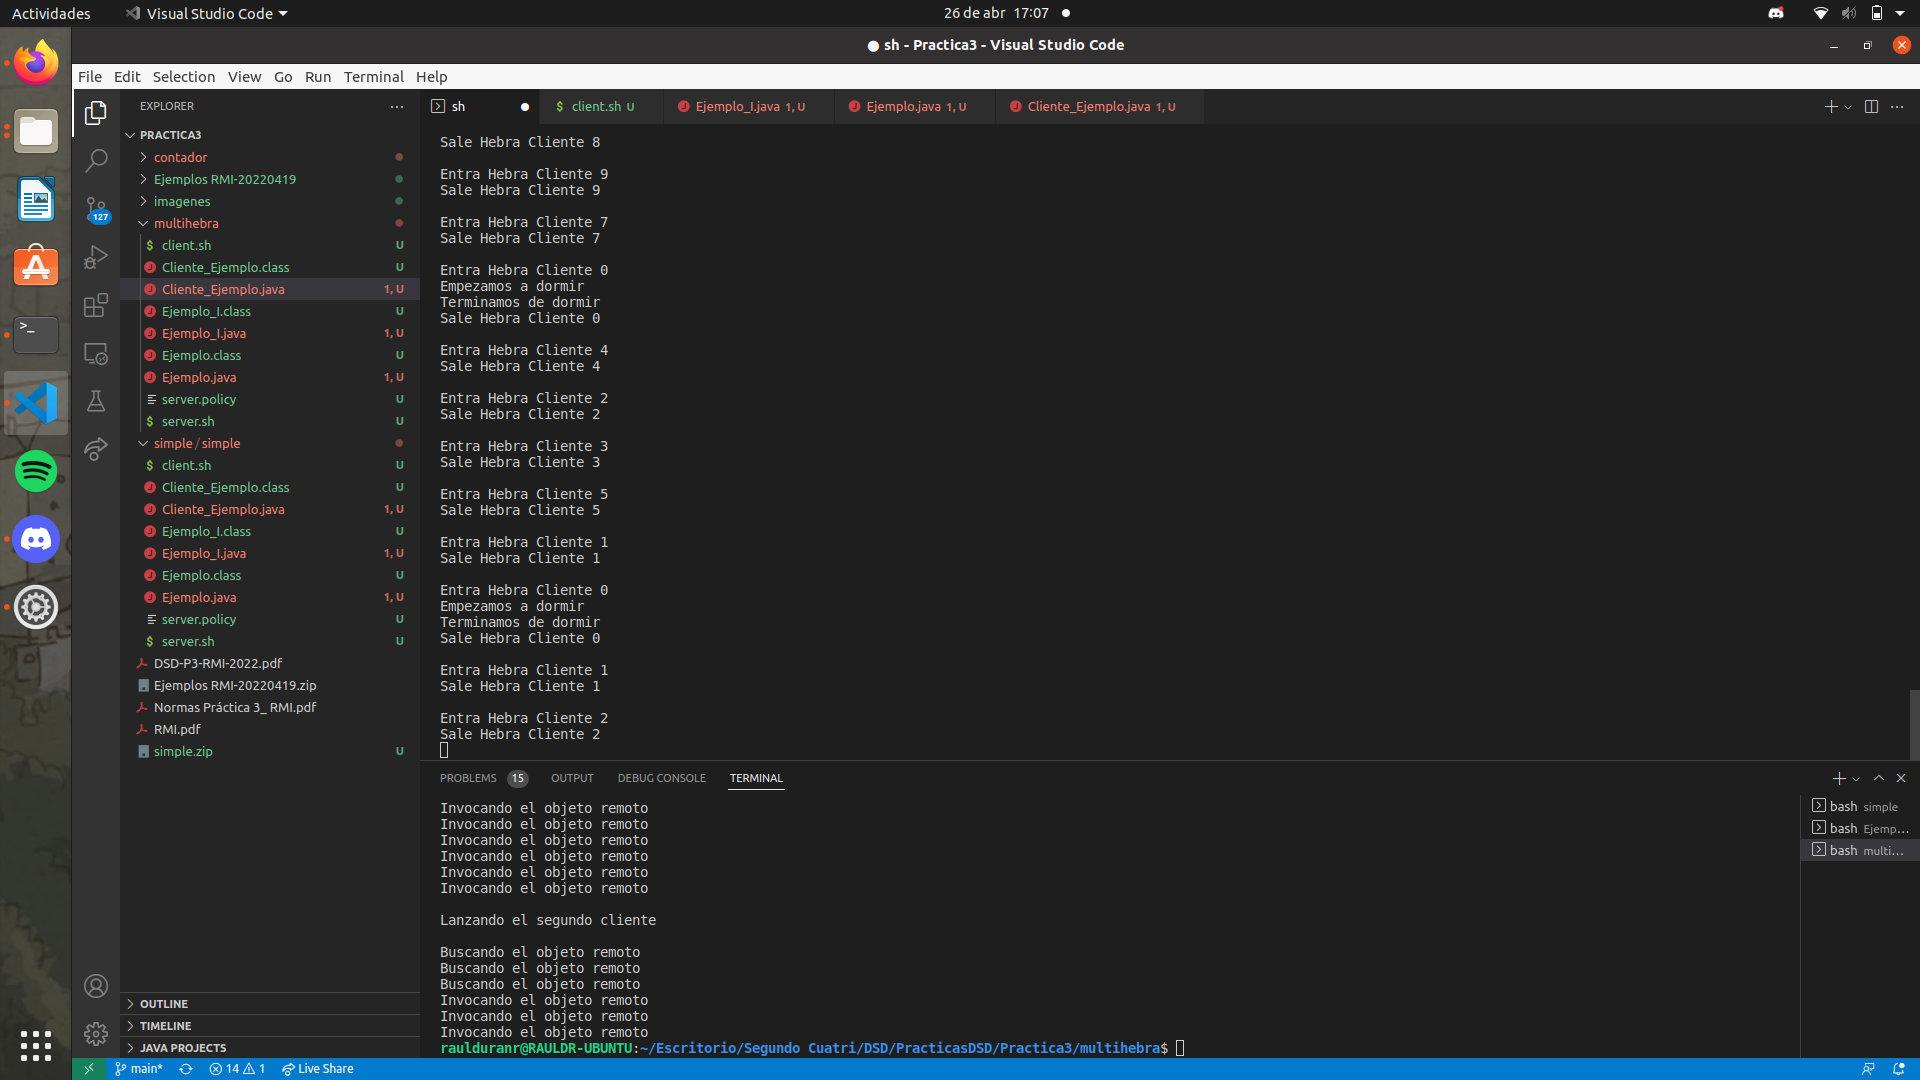 Actividades
Visual Studio Code
26 de abr 17:07
sh - Practica3 - Visual Studio Code
File Edit Selection View Go Run Terminal Help
EXPLORER
PRACTICA3
contador
Ejemplos RMI-20220419
imagenes
multihebra
client.sh U
Cliente_Ejemplo.class U
Cliente_Ejemplo.java 1, U
Ejemplo_I.class U
Ejemplo_I.java 1, U
Ejemplo.class U
Ejemplo.java 1, U
server.policy U
server.sh U
simple / simple
client.sh U
Cliente_Ejemplo.class U
Cliente_Ejemplo.java 1, U
Ejemplo_I.class U
Ejemplo_I.java 1, U
Ejemplo.class U
Ejemplo.java 1, U
server.policy U
server.sh U
DSD-P3-RMI-2022.pdf
Ejemplos RMI-20220419.zip
Normas Práctica 3_ RMI.pdf
RMI.pdf
simple.zip U
OUTLINE
TIMELINE
JAVA PROJECTS
127
sh
client.sh U
Ejemplo_I.java 1, U
Ejemplo.java 1, U
Cliente_Ejemplo.java 1, U
Sale Hebra Cliente 8
Entra Hebra Cliente 9
Sale Hebra Cliente 9
Entra Hebra Cliente 7
Sale Hebra Cliente 7
Entra Hebra Cliente 0
Empezamos a dormir
Terminamos de dormir
Sale Hebra Cliente 0
Entra Hebra Cliente 4
Sale Hebra Cliente 4
Entra Hebra Cliente 2
Sale Hebra Cliente 2
Entra Hebra Cliente 3
Sale Hebra Cliente 3
Entra Hebra Cliente 5
Sale Hebra Cliente 5
Entra Hebra Cliente 1
Sale Hebra Cliente 1
Entra Hebra Cliente 0
Empezamos a dormir
Terminamos de dormir
Sale Hebra Cliente 0
Entra Hebra Cliente 1
Sale Hebra Cliente 1
Entra Hebra Cliente 2
Sale Hebra Cliente 2
PROBLEMS 15 OUTPUT DEBUG CONSOLE TERMINAL
Invocando el objeto remoto
Invocando el objeto remoto
Invocando el objeto remoto
Invocando el objeto remoto
Invocando el objeto remoto
Invocando el objeto remoto
Lanzando el segundo cliente
Buscando el objeto remoto
Buscando el objeto remoto
Buscando el objeto remoto
Invocando el objeto remoto
Invocando el objeto remoto
Invocando el objeto remoto
raulduranr@RAULDR-UBUNTU:~/Escritorio/Segundo Cuatri/DSD/PracticasDSD/Practica3/multihebra$
bash simple
bash Ejemp...
bash multi...
main* 14 1 Live Share